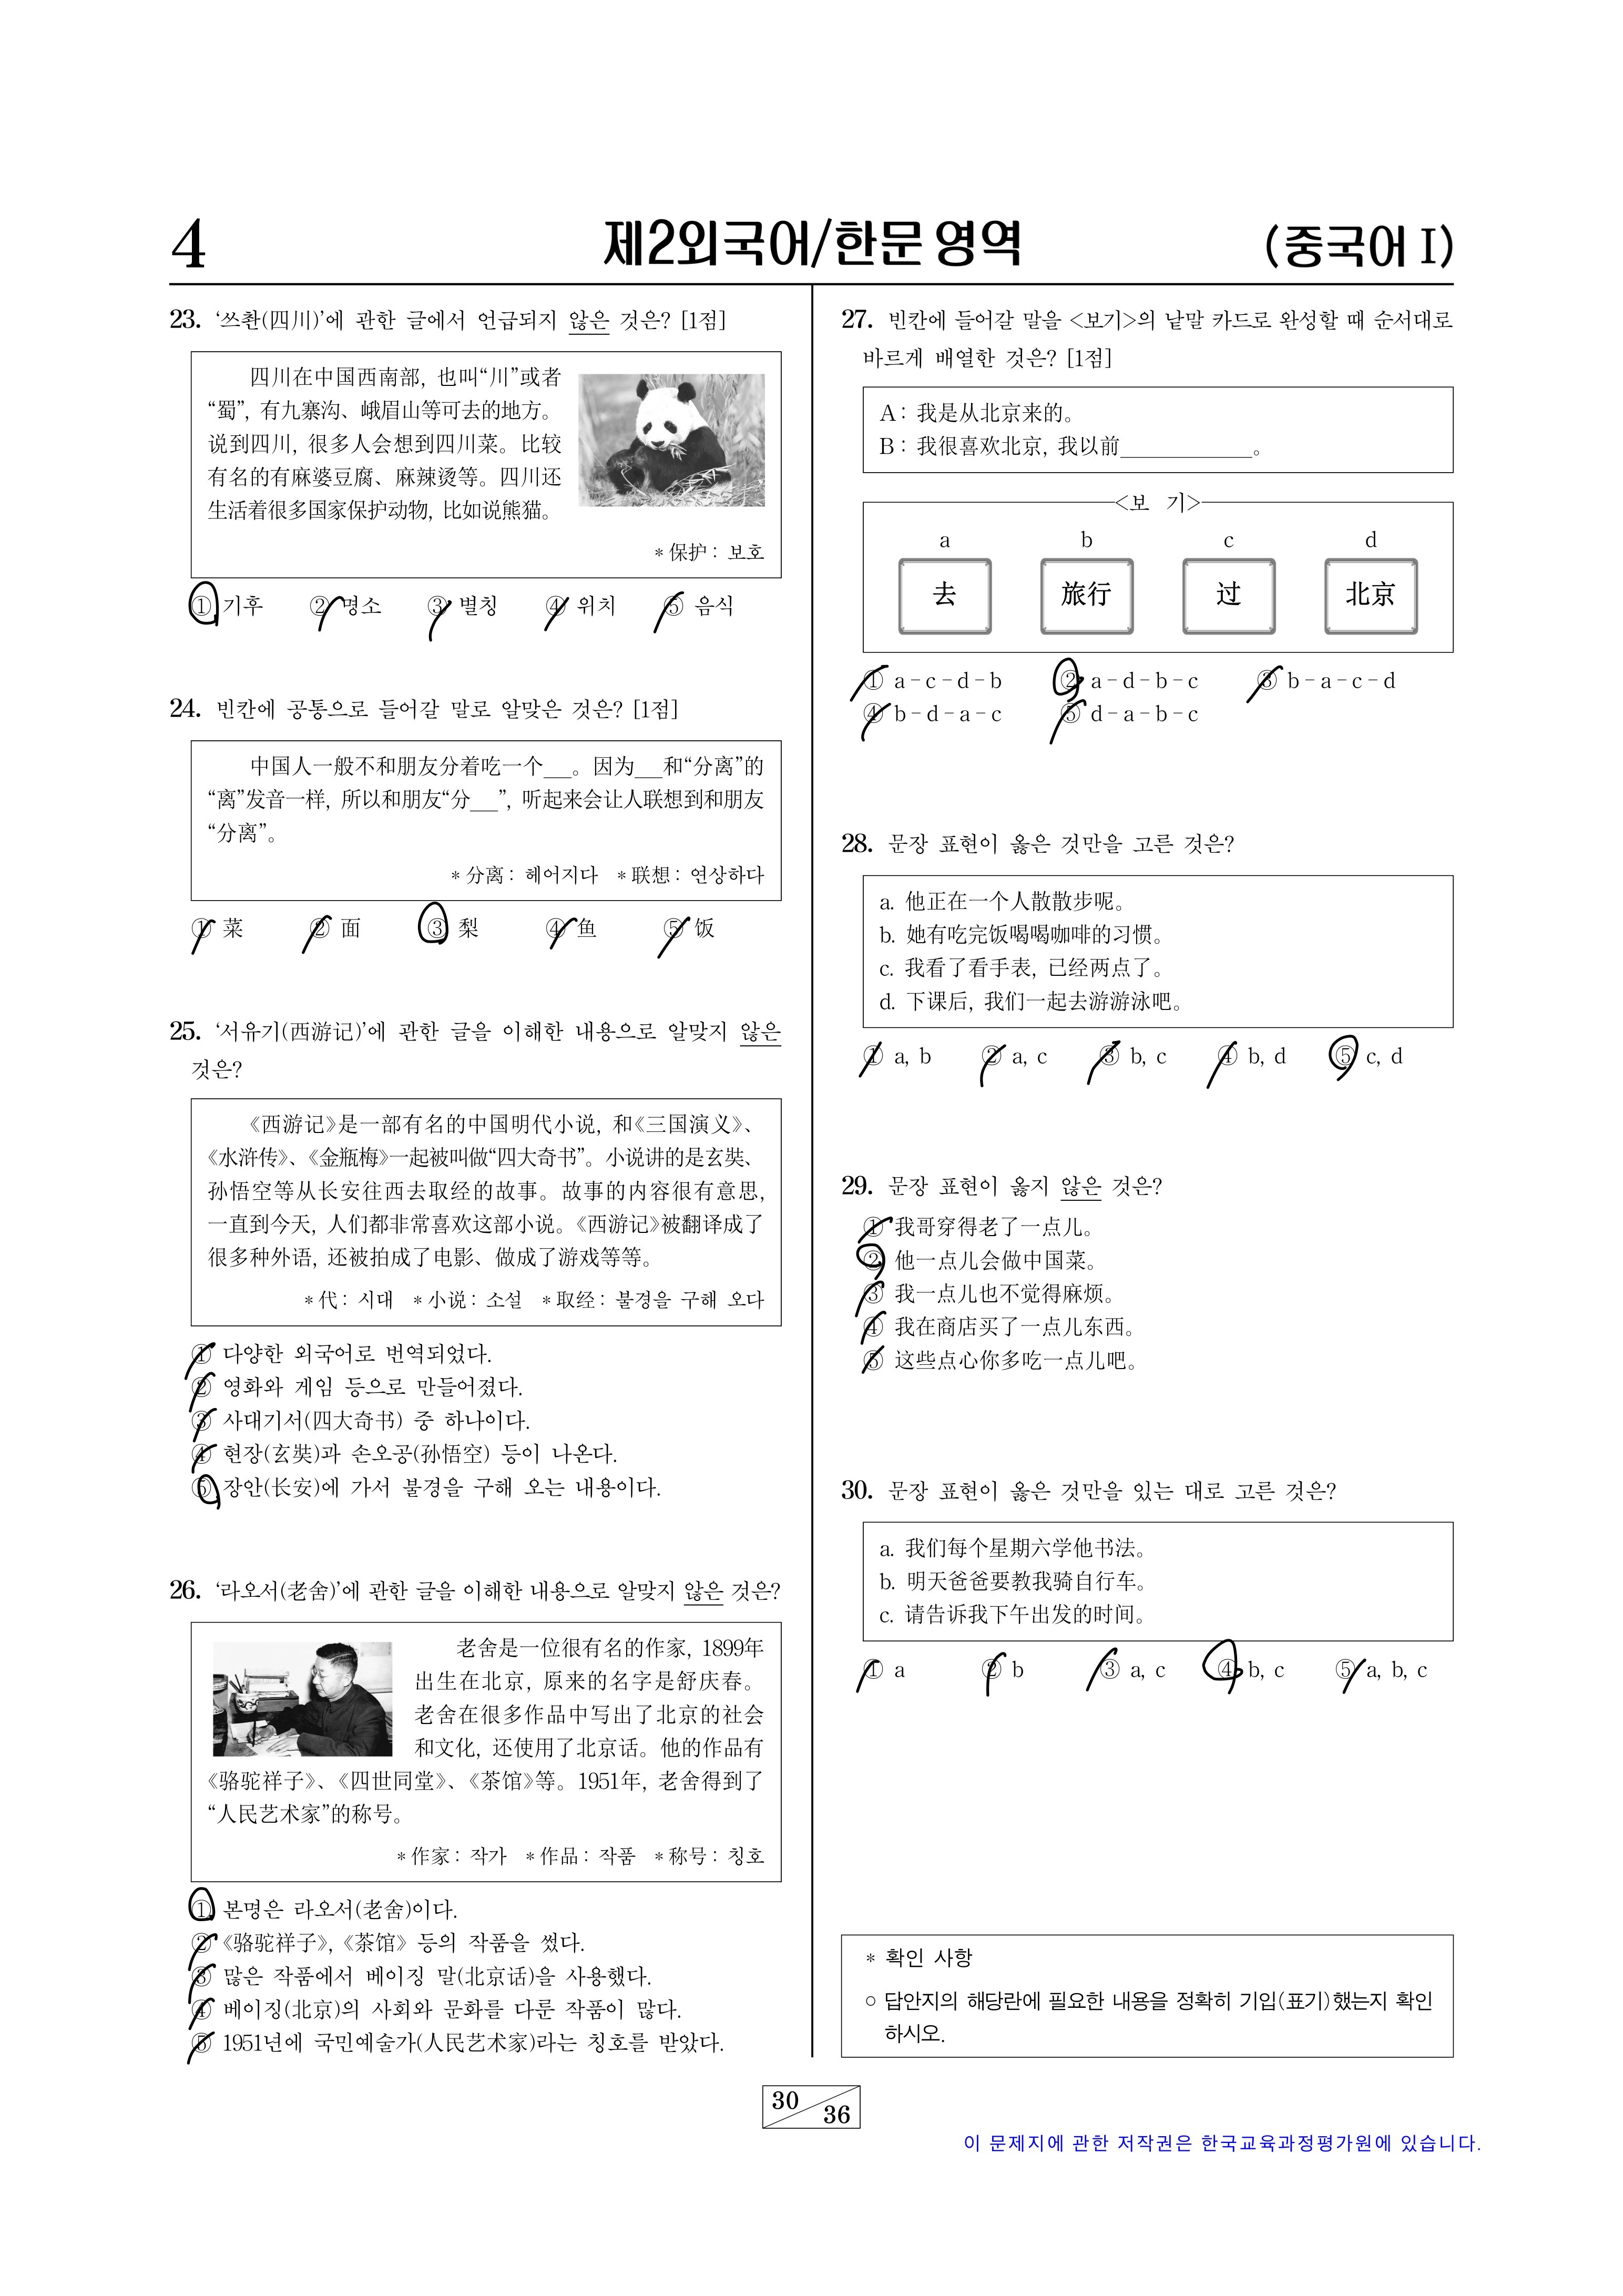 4
제2외국어/한문 영역
(중국어 I)
23. ‘쓰촨(四川)’에 관한 글에서 언급되지 않은 것은? [1점]
四川在中国西南部, 也叫“川”或者
“蜀”, 有九寨沟、峨眉山等可去的地方。
说到四川, 很多人会想到四川菜。比较
有名的有麻婆豆腐、麻辣烫等。四川还
生活着很多国家保护动物, 比如说熊猫。
* 保护 : 보호
① 기후 ② 명소 ③ 별칭 ④ 위치 ⑤ 음식
24. 빈칸에 공통으로 들어갈 말로 알맞은 것은? [1점]
中国人一般不和朋友分着吃一个___。因为___和“分离”的
“离”发音一样, 所以和朋友“分___”, 听起来会让人联想到和朋友
“分离”。
* 分离 : 헤어지다 * 联想 : 연상하다
① 菜 ② 面 ③ 梨 ④ 鱼 ⑤ 饭
25. ‘서유기(西游记)’에 관한 글을 이해한 내용으로 알맞지 않은
것은?
《西游记》是一部有名的中国明代小说, 和《三国演义》、
《水浒传》、《金瓶梅》一起被叫做“四大奇书”。小说讲的是玄奘、
孙悟空等从长安往西去取经的故事。故事的内容很有意思,
一直到今天, 人们都非常喜欢这部小说。《西游记》被翻译成了
很多种外语, 还被拍成了电影、做成了游戏等等。
* 代 : 시대 * 小说 : 소설 * 取经 : 불경을 구해 오다
① 다양한 외국어로 번역되었다.
② 영화와 게임 등으로 만들어졌다.
③ 사대기서(四大奇书) 중 하나이다.
④ 현장(玄奘)과 손오공(孙悟空) 등이 나온다.
⑤ 장안(长安)에 가서 불경을 구해 오는 내용이다.
26. ‘라오서(老舍)’에 관한 글을 이해한 내용으로 알맞지 않은 것은?
老舍是一位很有名的作家, 1899年
出生在北京, 原来的名字是舒庆春。
老舍在很多作品中写出了北京的社会
和文化, 还使用了北京话。他的作品有
《骆驼祥子》、《四世同堂》、《茶馆》等。1951年, 老舍得到了
“人民艺术家”的称号。
* 作家 : 작가 * 作品 : 작품 * 称号 : 칭호
① 본명은 라오서(老舍)이다.
② 《骆驼祥子》, 《茶馆》 등의 작품을 썼다.
③ 많은 작품에서 베이징 말(北京话)을 사용했다.
④ 베이징(北京)의 사회와 문화를 다룬 작품이 많다.
⑤ 1951년에 국민예술가(人民艺术家)라는 칭호를 받았다.
27. 빈칸에 들어갈 말을 <보기>의 낱말 카드로 완성할 때 순서대로
바르게 배열한 것은? [1점]
A : 我是从北京来的。
B : 我很喜欢北京, 我以前____________。
<보 기>
a b c d
去 旅行 过 北京
① a - c - d - b ② a - d - b - c ③ b - a - c - d
④ b - d - a - c ⑤ d - a - b - c
28. 문장 표현이 옳은 것만을 고른 것은?
a. 他正在一个人散散步呢。
b. 她有吃完饭喝喝咖啡的习惯。
c. 我看了看手表, 已经两点了。
d. 下课后, 我们一起去游游泳吧。
① a, b ② a, c ③ b, c ④ b, d ⑤ c, d
29. 문장 표현이 옳지 않은 것은?
① 我哥穿得老了一点儿。
② 他一点儿会做中国菜。
③ 我一点儿也不觉得麻烦。
④ 我在商店买了一点儿东西。
⑤ 这些点心你多吃一点儿吧。
30. 문장 표현이 옳은 것만을 있는 대로 고른 것은?
a. 我们每个星期六学他书法。
b. 明天爸爸要教我骑自行车。
c. 请告诉我下午出发的时间。
① a ② b ③ a, c ④ b, c ⑤ a, b, c
* 확인 사항
○ 답안지의 해당란에 필요한 내용을 정확히 기입(표기)했는지 확인
하시오.
30
36
이 문제지에 관한 저작권은 한국교육과정평가원에 있습니다.